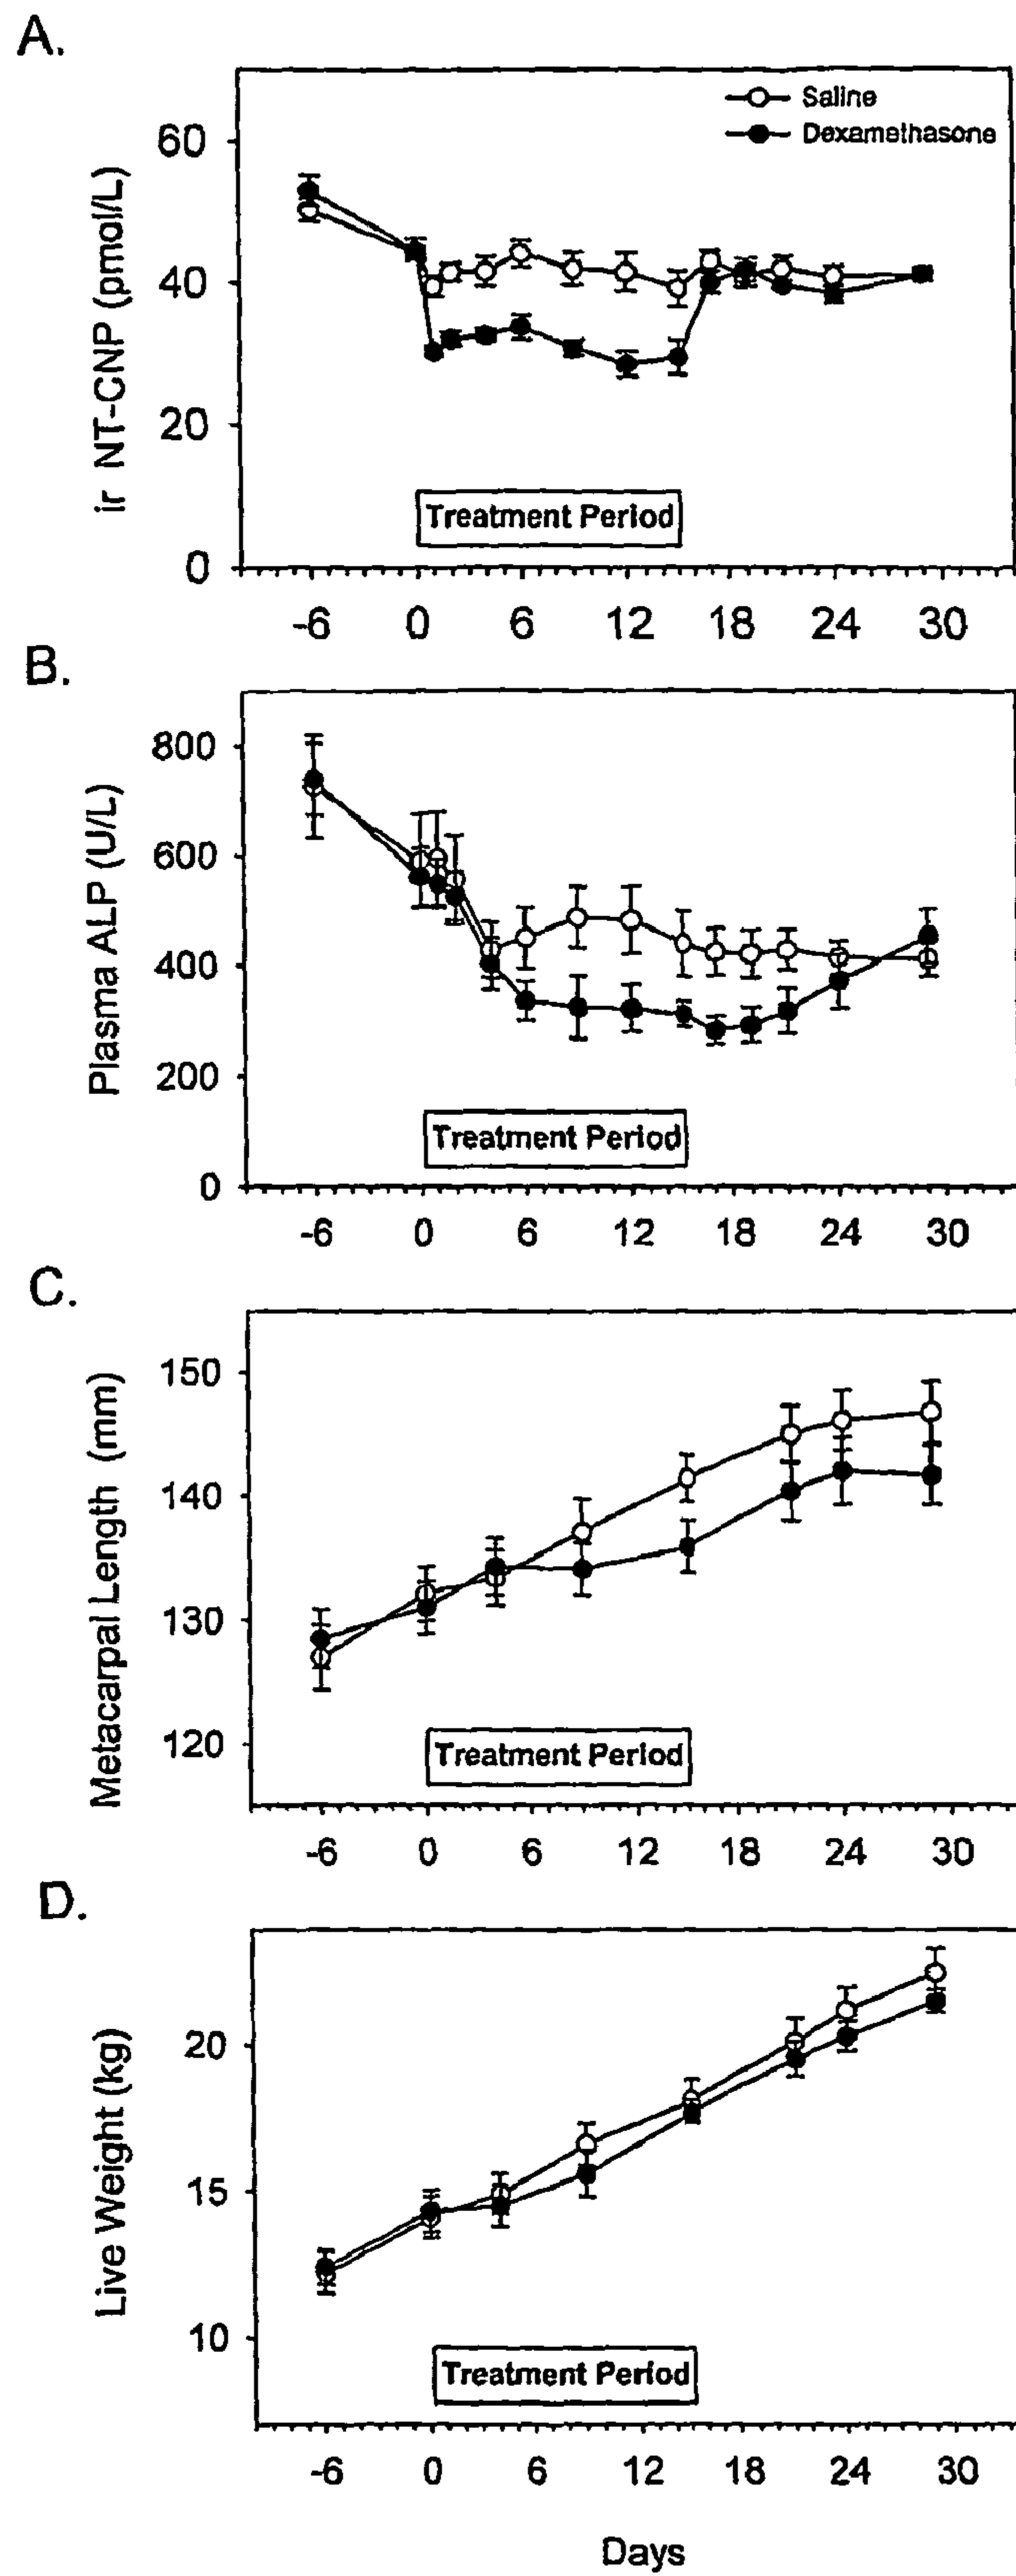 A.
Saline
Dexamethasone
60
40
20
0
ir NT-CNP (pmol/L)
Treatment Period
-6 0 6 12 18 24 30
B.
800
600
400
200
0
Plasma ALP (U/L)
Treatment Period
-6 0 6 12 18 24 30
C.
150
140
130
120
Metacarpal Length (mm)
Treatment Period
-6 0 6 12 18 24 30
D.
20
15
10
Live Weight (kg)
Treatment Period
-6 0 6 12 18 24 30
Days